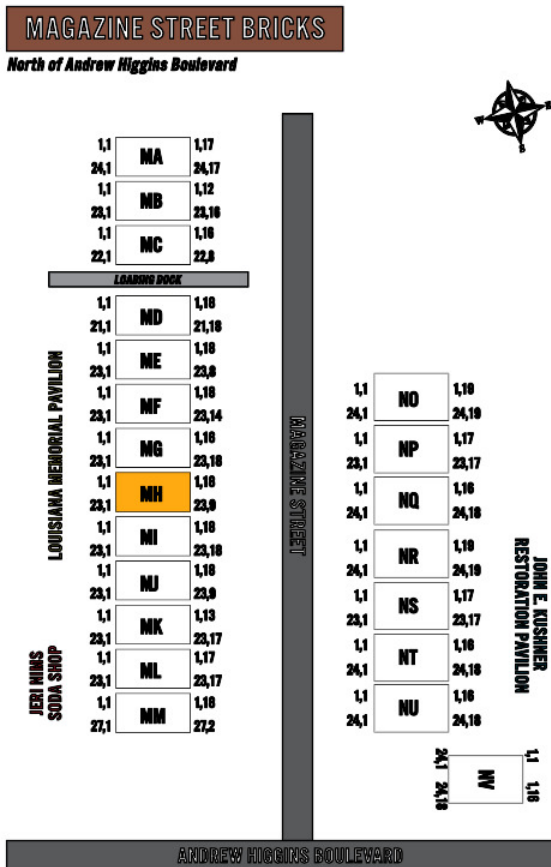 MAGAZINE STREET BRICKS
North of Andrew Higgins Boulevard
1,1 MA 1,17
24,1 24,17
1,1 MB 1,12
23,1 23,16
1,1 MC 1,16
22,1 22,8
LOADING DOCK
1,1 MD 1,18
21,1 21,18
1,1 ME 1,18
23,1 23,8
1,1 MF 1,18
23,1 23,14
1,1 MG 1,16
23,1 23,18
1,1 MH 1,18
23,1 23,9
1,1 MI 1,18
23,1 23,18
1,1 MJ 1,18
23,1 23,9
1,1 MK 1,13
23,1 23,17
1,1 ML 1,17
23,1 23,17
1,1 MM 1,18
27,1 27,2
LOUISIANA MEMORIAL PAVILION
JERI NIMS
SODA SHOP
MAGAZINE STREET
1,1 NO 1,19
24,1 24,19
1,1 NP 1,17
23,1 23,17
1,1 NQ 1,16
24,1 24,18
1,1 NR 1,19
24,1 24,19
1,1 NS 1,17
23,1 23,17
1,1 NT 1,16
24,1 24,18
1,1 NU 1,16
24,1 24,18
JOHN E. KUSHNER
RESTORATION PAVILION
24,1 NV 1,1
24,18 1,16
ANDREW HIGGINS BOULEVARD